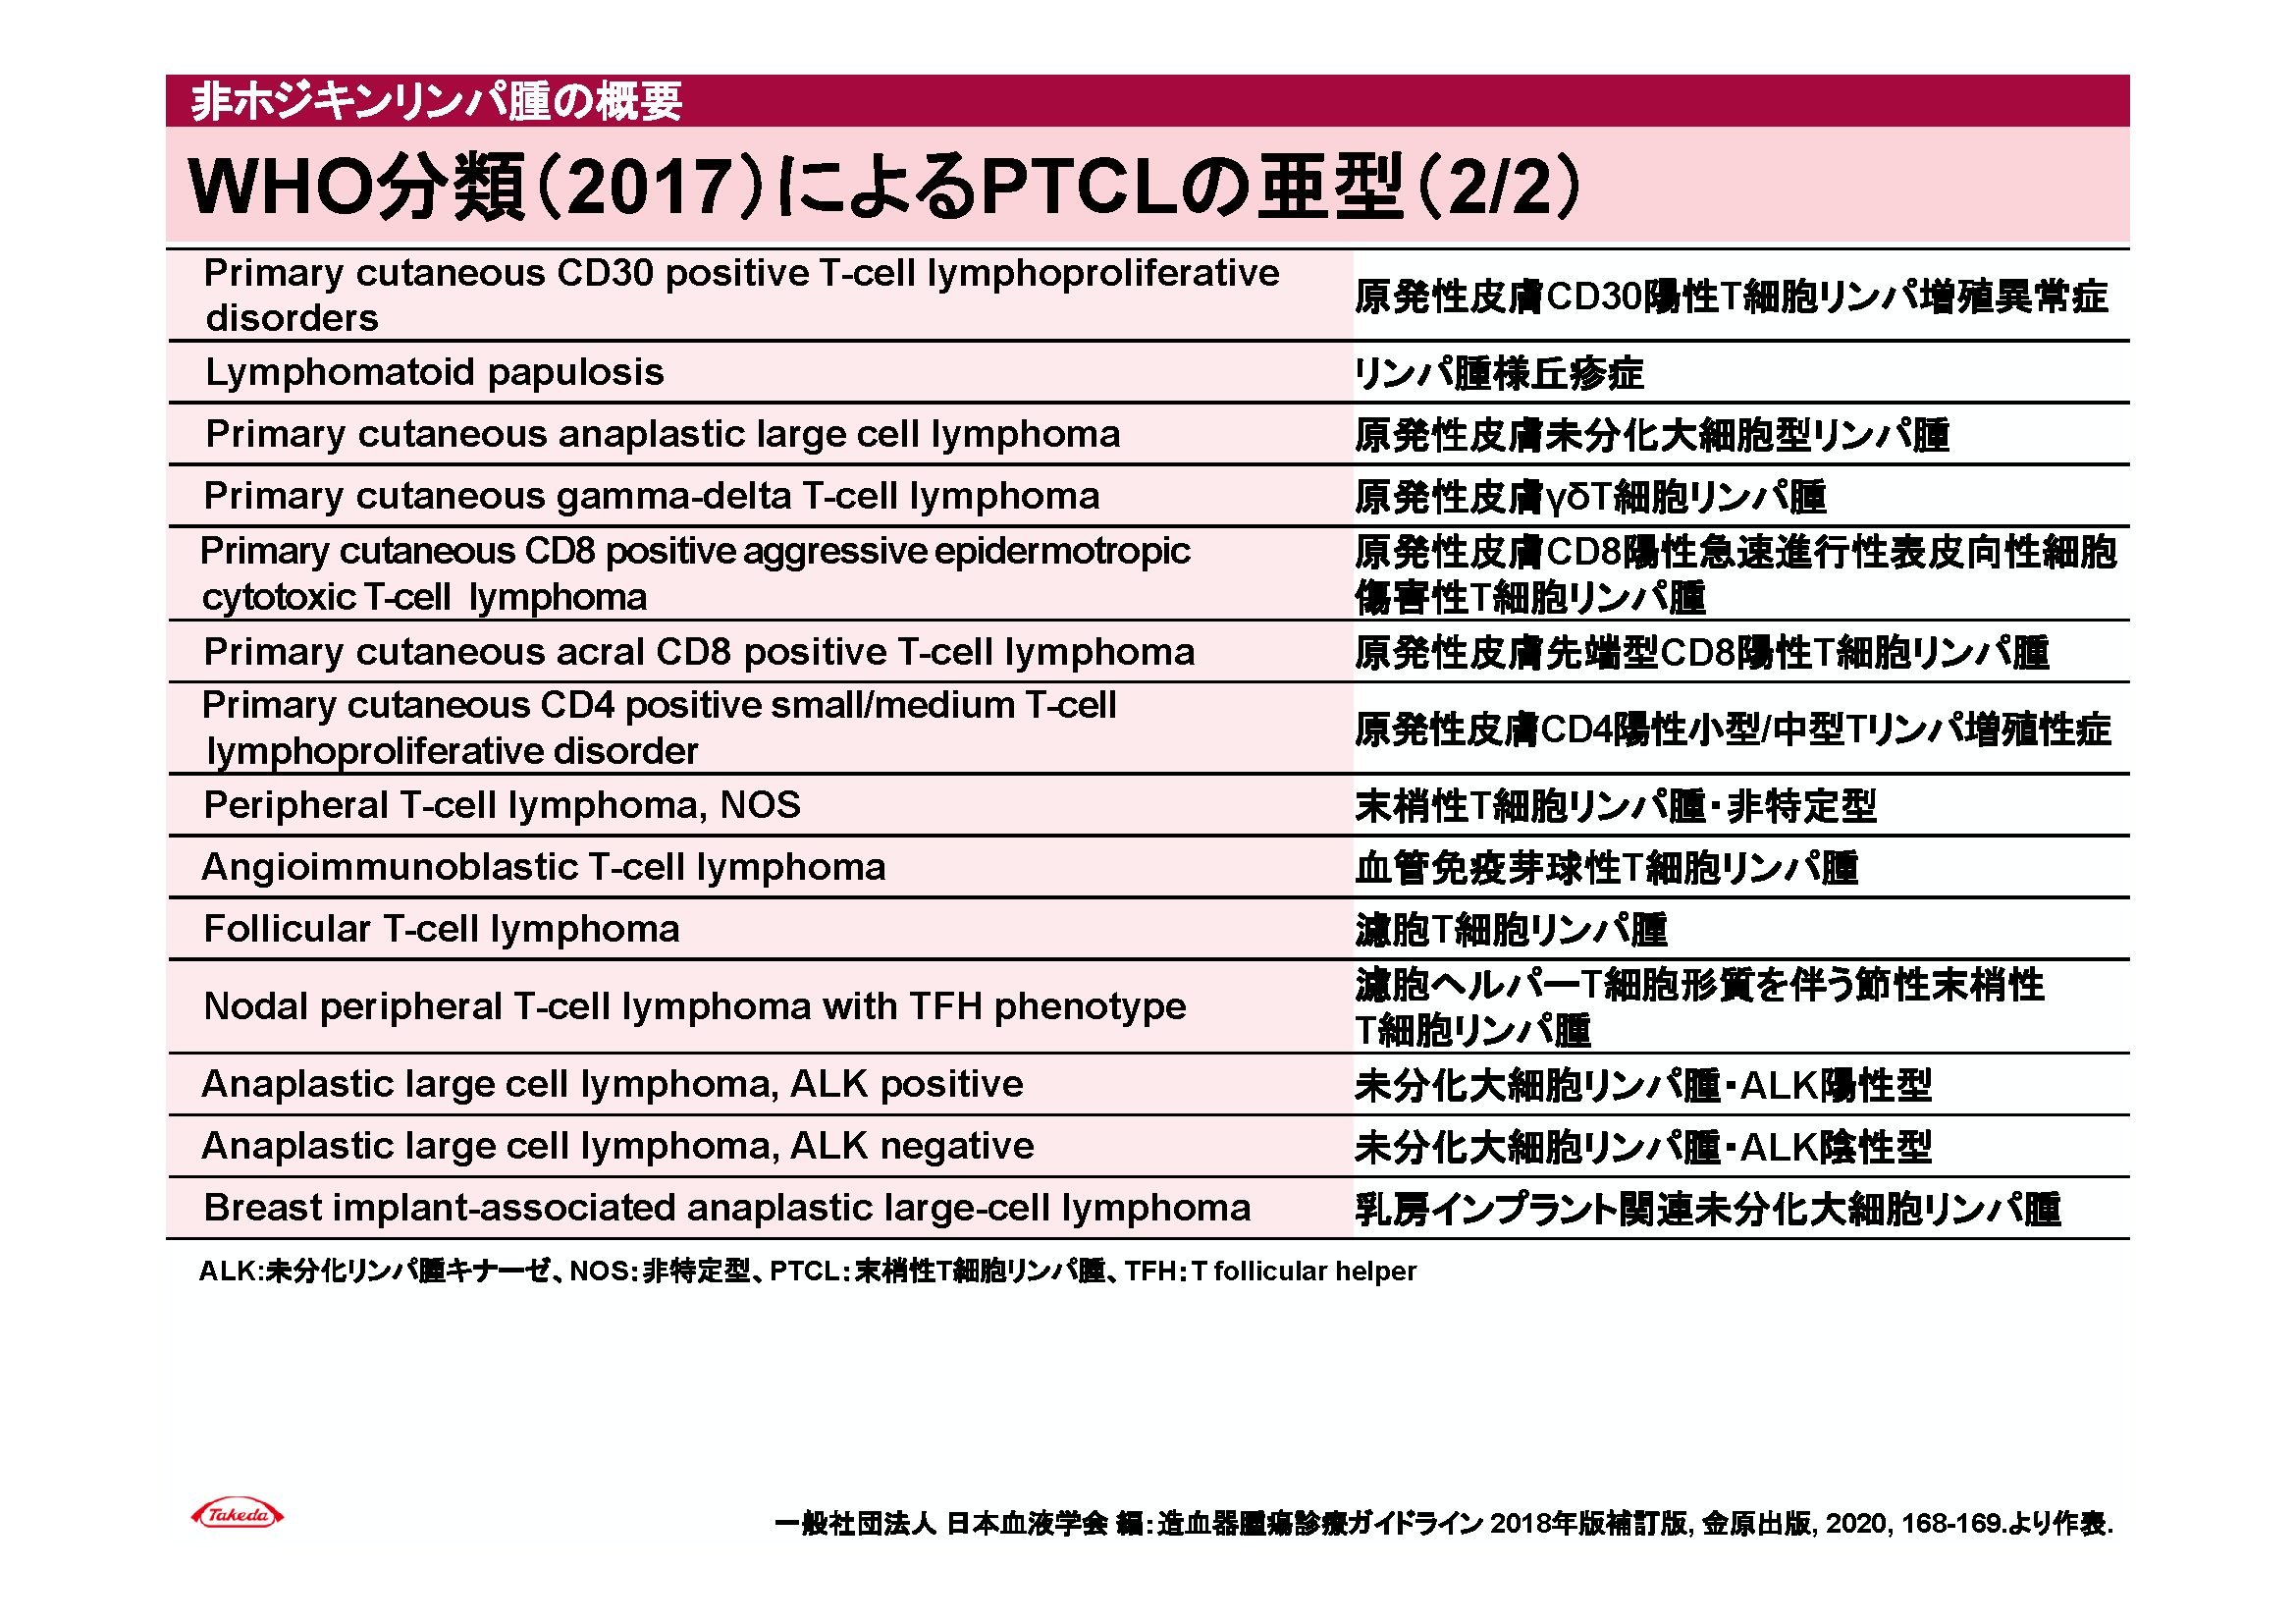 非ホジキンリンパ腫の概要
WHO分類（2017）によるPTCLの亜型（2/2）
Primary cutaneous CD30 positive T-cell lymphoproliferative
disorders
原発性皮膚CD30陽性T細胞リンパ増殖異常症
Lymphomatoid papulosis
リンパ腫様丘疹症
Primary cutaneous anaplastic large cell lymphoma
原発性皮膚未分化大細胞型リンパ腫
Primary cutaneous gamma-delta T-cell lymphoma
原発性皮膚γδT細胞リンパ腫
Primary cutaneous CD8 positive aggressive epidermotropic
cytotoxic T-cell lymphoma
原発性皮膚CD8陽性急速進行性表皮向性細胞
傷害性T細胞リンパ腫
Primary cutaneous acral CD8 positive T-cell lymphoma
原発性皮膚先端型CD8陽性T細胞リンパ腫
Primary cutaneous CD4 positive small/medium T-cell
lymphoproliferative disorder
原発性皮膚CD4陽性小型/中型Tリンパ増殖性症
Peripheral T-cell lymphoma, NOS
末梢性T細胞リンパ腫・非特定型
Angioimmunoblastic T-cell lymphoma
血管免疫芽球性T細胞リンパ腫
Follicular T-cell lymphoma
濾胞T細胞リンパ腫
Nodal peripheral T-cell lymphoma with TFH phenotype
濾胞ヘルパーT細胞形質を伴う節性末梢性
T細胞リンパ腫
Anaplastic large cell lymphoma, ALK positive
未分化大細胞リンパ腫・ALK陽性型
Anaplastic large cell lymphoma, ALK negative
未分化大細胞リンパ腫・ALK陰性型
Breast implant-associated anaplastic large-cell lymphoma
乳房インプラント関連未分化大細胞リンパ腫
ALK:未分化リンパ腫キナーゼ、NOS：非特定型、PTCL：末梢性T細胞リンパ腫、TFH：T follicular helper
Takeda
一般社団法人 日本血液学会 編：造血器腫瘍診療ガイドライン 2018年版補訂版, 金原出版, 2020, 168-169.より作表.